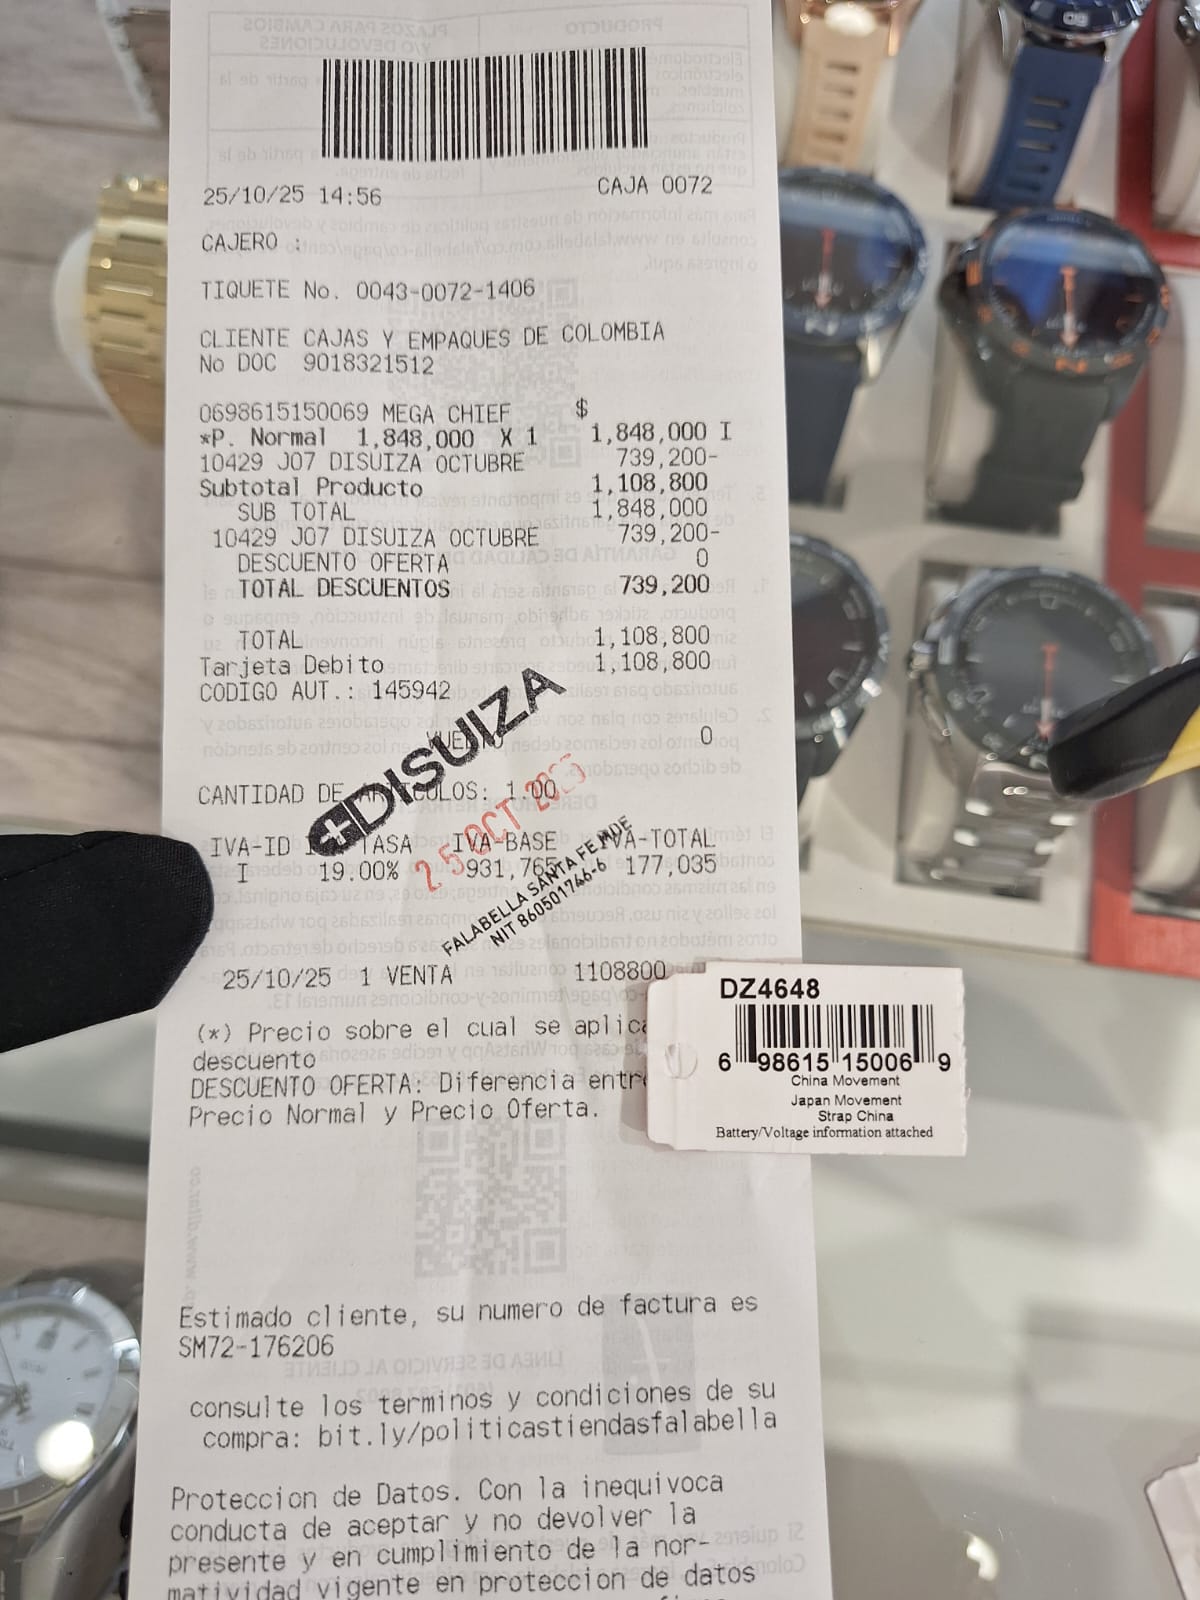 25/10/25 14:56 CAJA 0072
CAJERO :
TIQUETE No. 0043-0072-1406
CLIENTE CAJAS Y EMPAQUES DE COLOMBIA
No DOC 9018321512
0698615150069 MEGA CHIEF $
*P. Normal 1,848,000 X 1 1,848,000 I
10429 J07 DISUIZA OCTUBRE 739,200-
Subtotal Producto 1,108,800
SUB TOTAL 1,848,000
10429 J07 DISUIZA OCTUBRE 739,200-
DESCUENTO OFERTA 0
TOTAL DESCUENTOS 739,200
TOTAL 1,108,800
Tarjeta Debito 1,108,800
CODIGO AUT.: 145942
0
DISUIZA
CANTIDAD DE 1.00
25 OCT
IVA-ID TASA IVA-BASE IVA-TOTAL
I 19.00% 931,765 177,035
FALABELLA SANTA FE MDE
NIT 860501746-6
25/10/25 1 VENTA 1108800
(*) Precio sobre el cual se aplica
descuento
DESCUENTO OFERTA: Diferencia entre
Precio Normal y Precio Oferta.
DZ4648
6 98615 15006 9
China Movement
Japan Movement
Strap China
Battery/Voltage information attached
Estimado cliente, su numero de factura es
SM72-176206
consulte los terminos y condiciones de su
compra: bit.ly/politicastiendasfalabella
Proteccion de Datos. Con la inequivoca
conducta de aceptar y no devolver la
presente y en cumplimiento de la nor-
matividad vigente en proteccion de datos